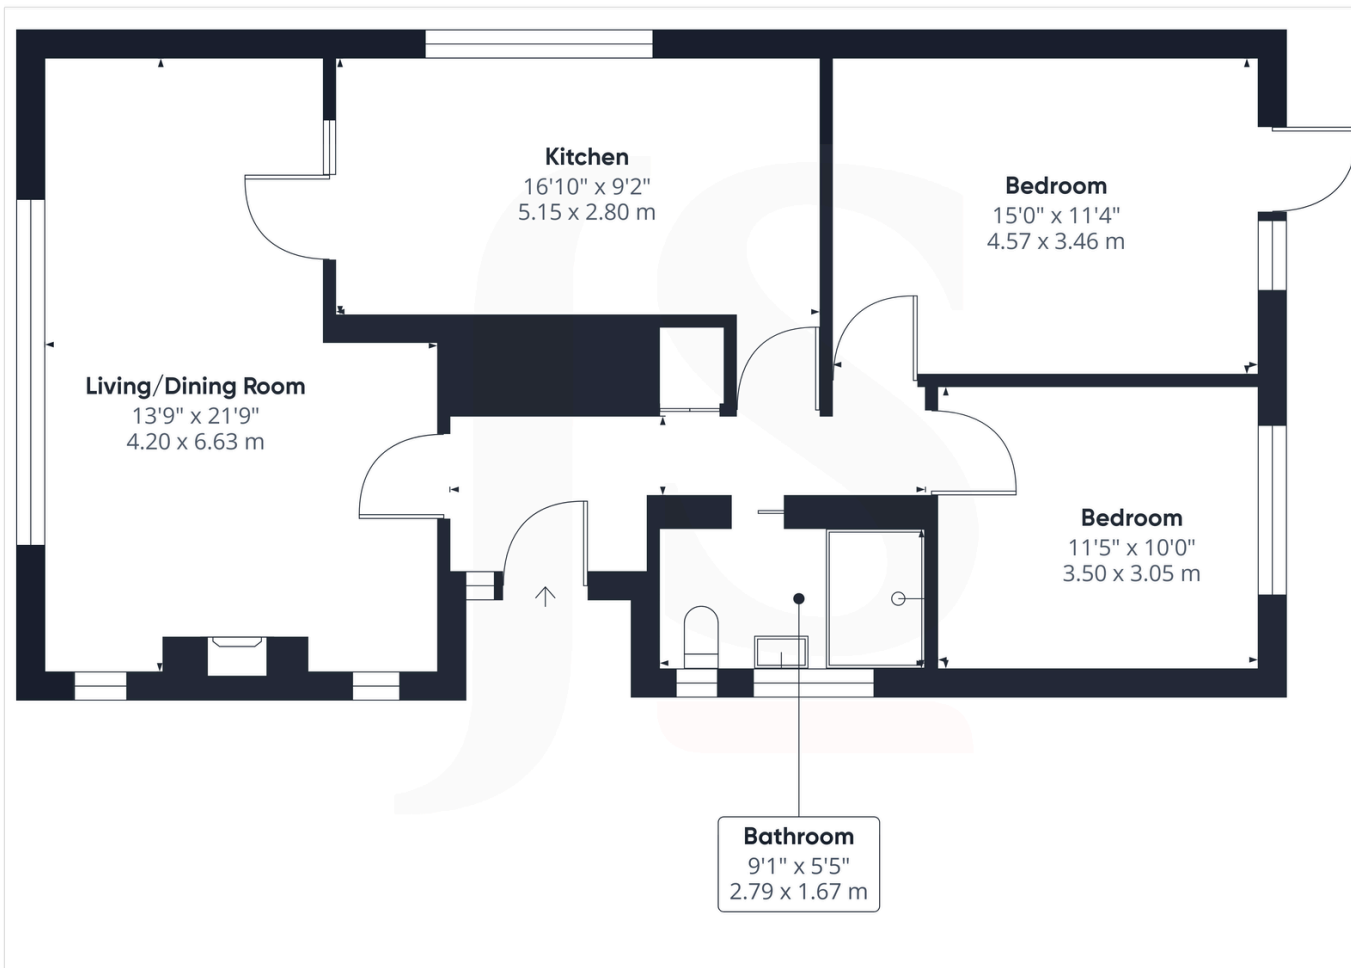 Kitchen
16'10" x 9'2"
5.15 x 2.80 m
Bedroom
15'0" x 11'4"
4.57 x 3.46 m
Living/Dining Room
13'9" x 21'9"
4.20 x 6.63 m
Bedroom
11'5" x 10'0"
3.50 x 3.05 m
Bathroom
9'1" x 5'5"
2.79 x 1.67 m
JS